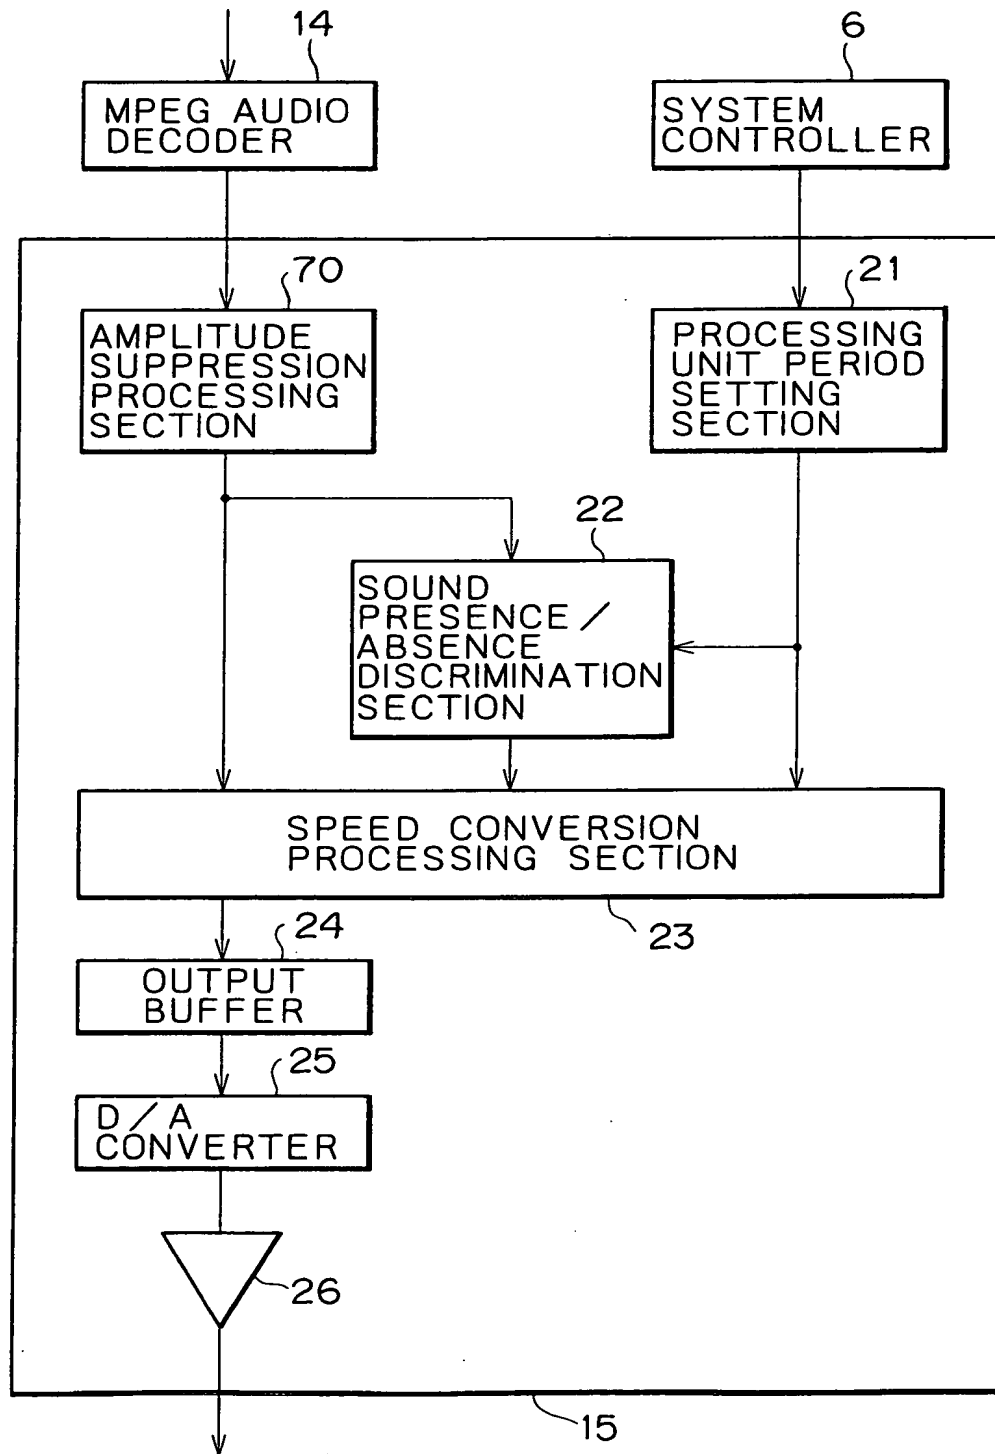 14
6
MPEG AUDIO
DECODER
SYSTEM
CONTROLLER
70
21
AMPLITUDE
SUPPRESSION
PROCESSING
SECTION
PROCESSING
UNIT PERIOD
SETTING
SECTION
22
SOUND
PRESENCE/
ABSENCE
DISCRIMINATION
SECTION
SPEED CONVERSION
PROCESSING SECTION
23
24
OUTPUT
BUFFER
25
D/A
CONVERTER
26
15